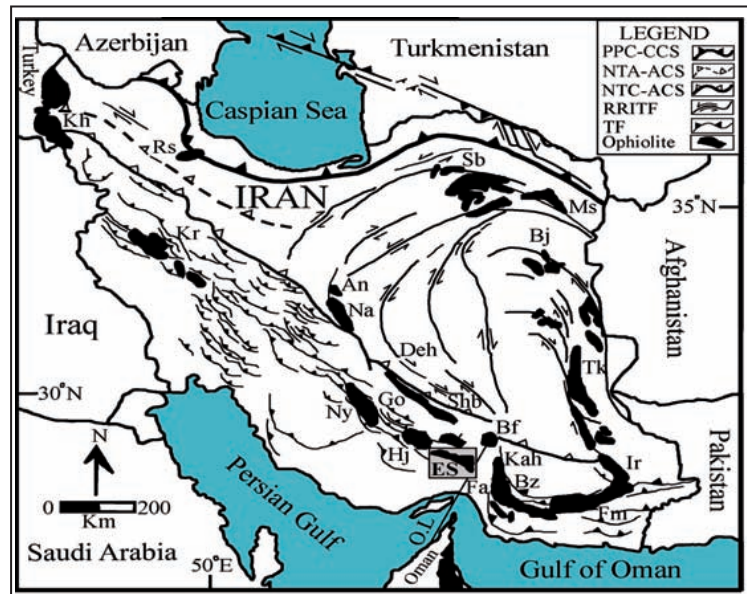 Azerbijan
Turkmenistan
LEGEND
PPC-CCS
NTA-ACS
NTC-ACS
RRITF
TF
Ophiolite
Turkey
Caspian Sea
Kh
Rs
Sb
IRAN
Ms
35°N
Kr
Bj
Afghanistan
An
Na
Iraq
Deh
Tk
30°N
Go
Shb
Ny
Bf
N
Hj
ES
Kah
Ir
Pakistan
Fa
Bz
0 200
Km
Persian Gulf
Fm
O.L
Saudi Arabia
50°E
Oman
Gulf of Oman